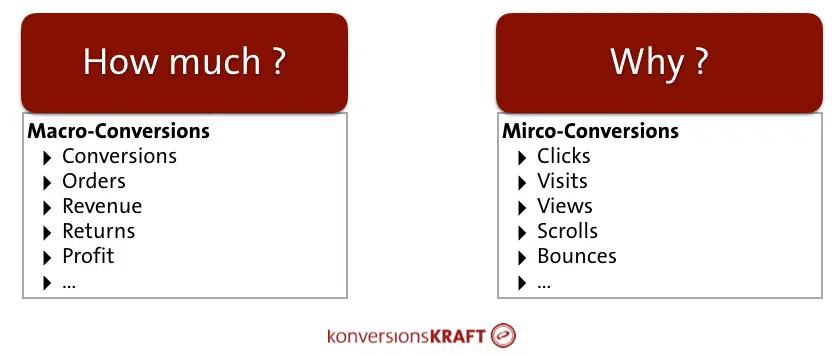 How much ?
Macro-Conversions
Conversions
Orders
Revenue
Returns
Profit
...
Why ?
Mirco-Conversions
Clicks
Visits
Views
Scrolls
Bounces
...
konversionsKRAFT